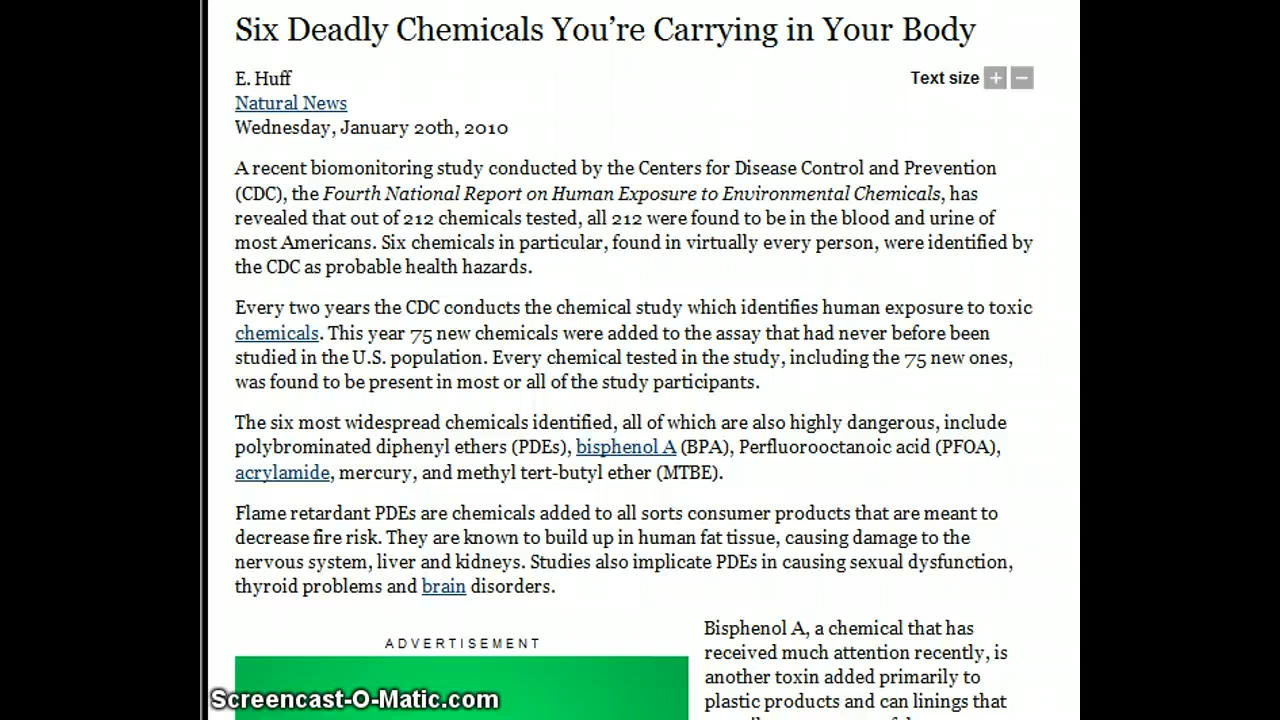 Six Deadly Chemicals You're Carrying in Your Body
E. Huff
Text size + −
Natural News
Wednesday, January 20th, 2010
A recent biomonitoring study conducted by the Centers for Disease Control and Prevention
(CDC), the Fourth National Report on Human Exposure to Environmental Chemicals, has
revealed that out of 212 chemicals tested, all 212 were found to be in the blood and urine of
most Americans. Six chemicals in particular, found in virtually every person, were identified by
the CDC as probable health hazards.
Every two years the CDC conducts the chemical study which identifies human exposure to toxic
chemicals. This year 75 new chemicals were added to the assay that had never before been
studied in the U.S. population. Every chemical tested in the study, including the 75 new ones,
was found to be present in most or all of the study participants.
The six most widespread chemicals identified, all of which are also highly dangerous, include
polybrominated diphenyl ethers (PDEs), bisphenol A (BPA), Perfluorooctanoic acid (PFOA),
acrylamide, mercury, and methyl tert-butyl ether (MTBE).
Flame retardant PDEs are chemicals added to all sorts consumer products that are meant to
decrease fire risk. They are known to build up in human fat tissue, causing damage to the
nervous system, liver and kidneys. Studies also implicate PDEs in causing sexual dysfunction,
thyroid problems and brain disorders.
ADVERTISEMENT
Bisphenol A, a chemical that has
received much attention recently, is
another toxin added primarily to
plastic products and can linings that
Screencast-O-Matic.com